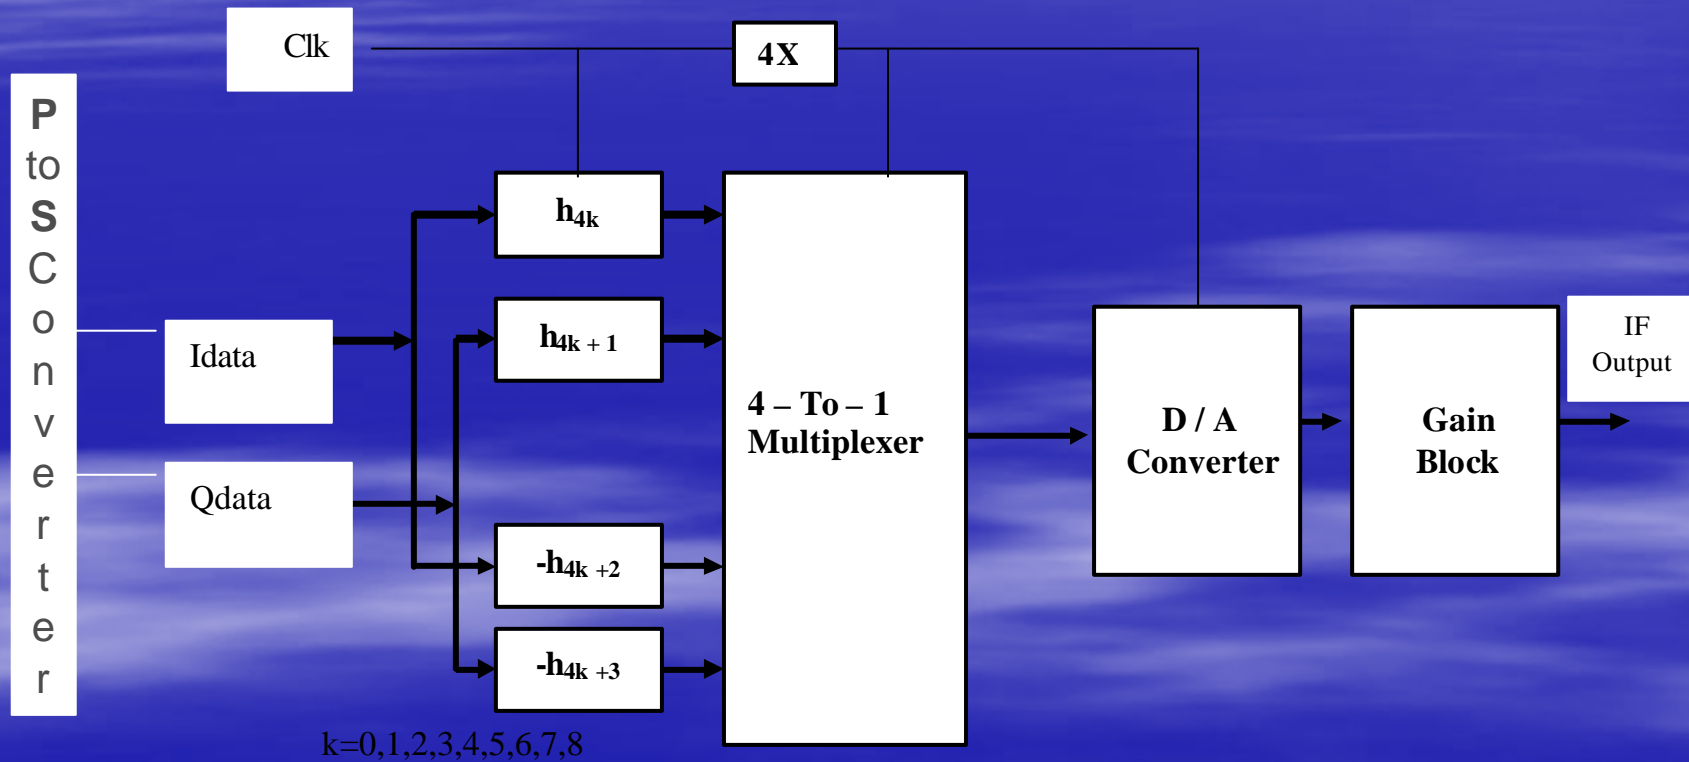 Clk
4X
P
to
S
C
o
n
v
e
r
t
e
r
h4k
h4k + 1
-h4k +2
-h4k +3
Idata
Qdata
4 – To – 1
Multiplexer
D / A
Converter
Gain
Block
IF
Output
k=0,1,2,3,4,5,6,7,8